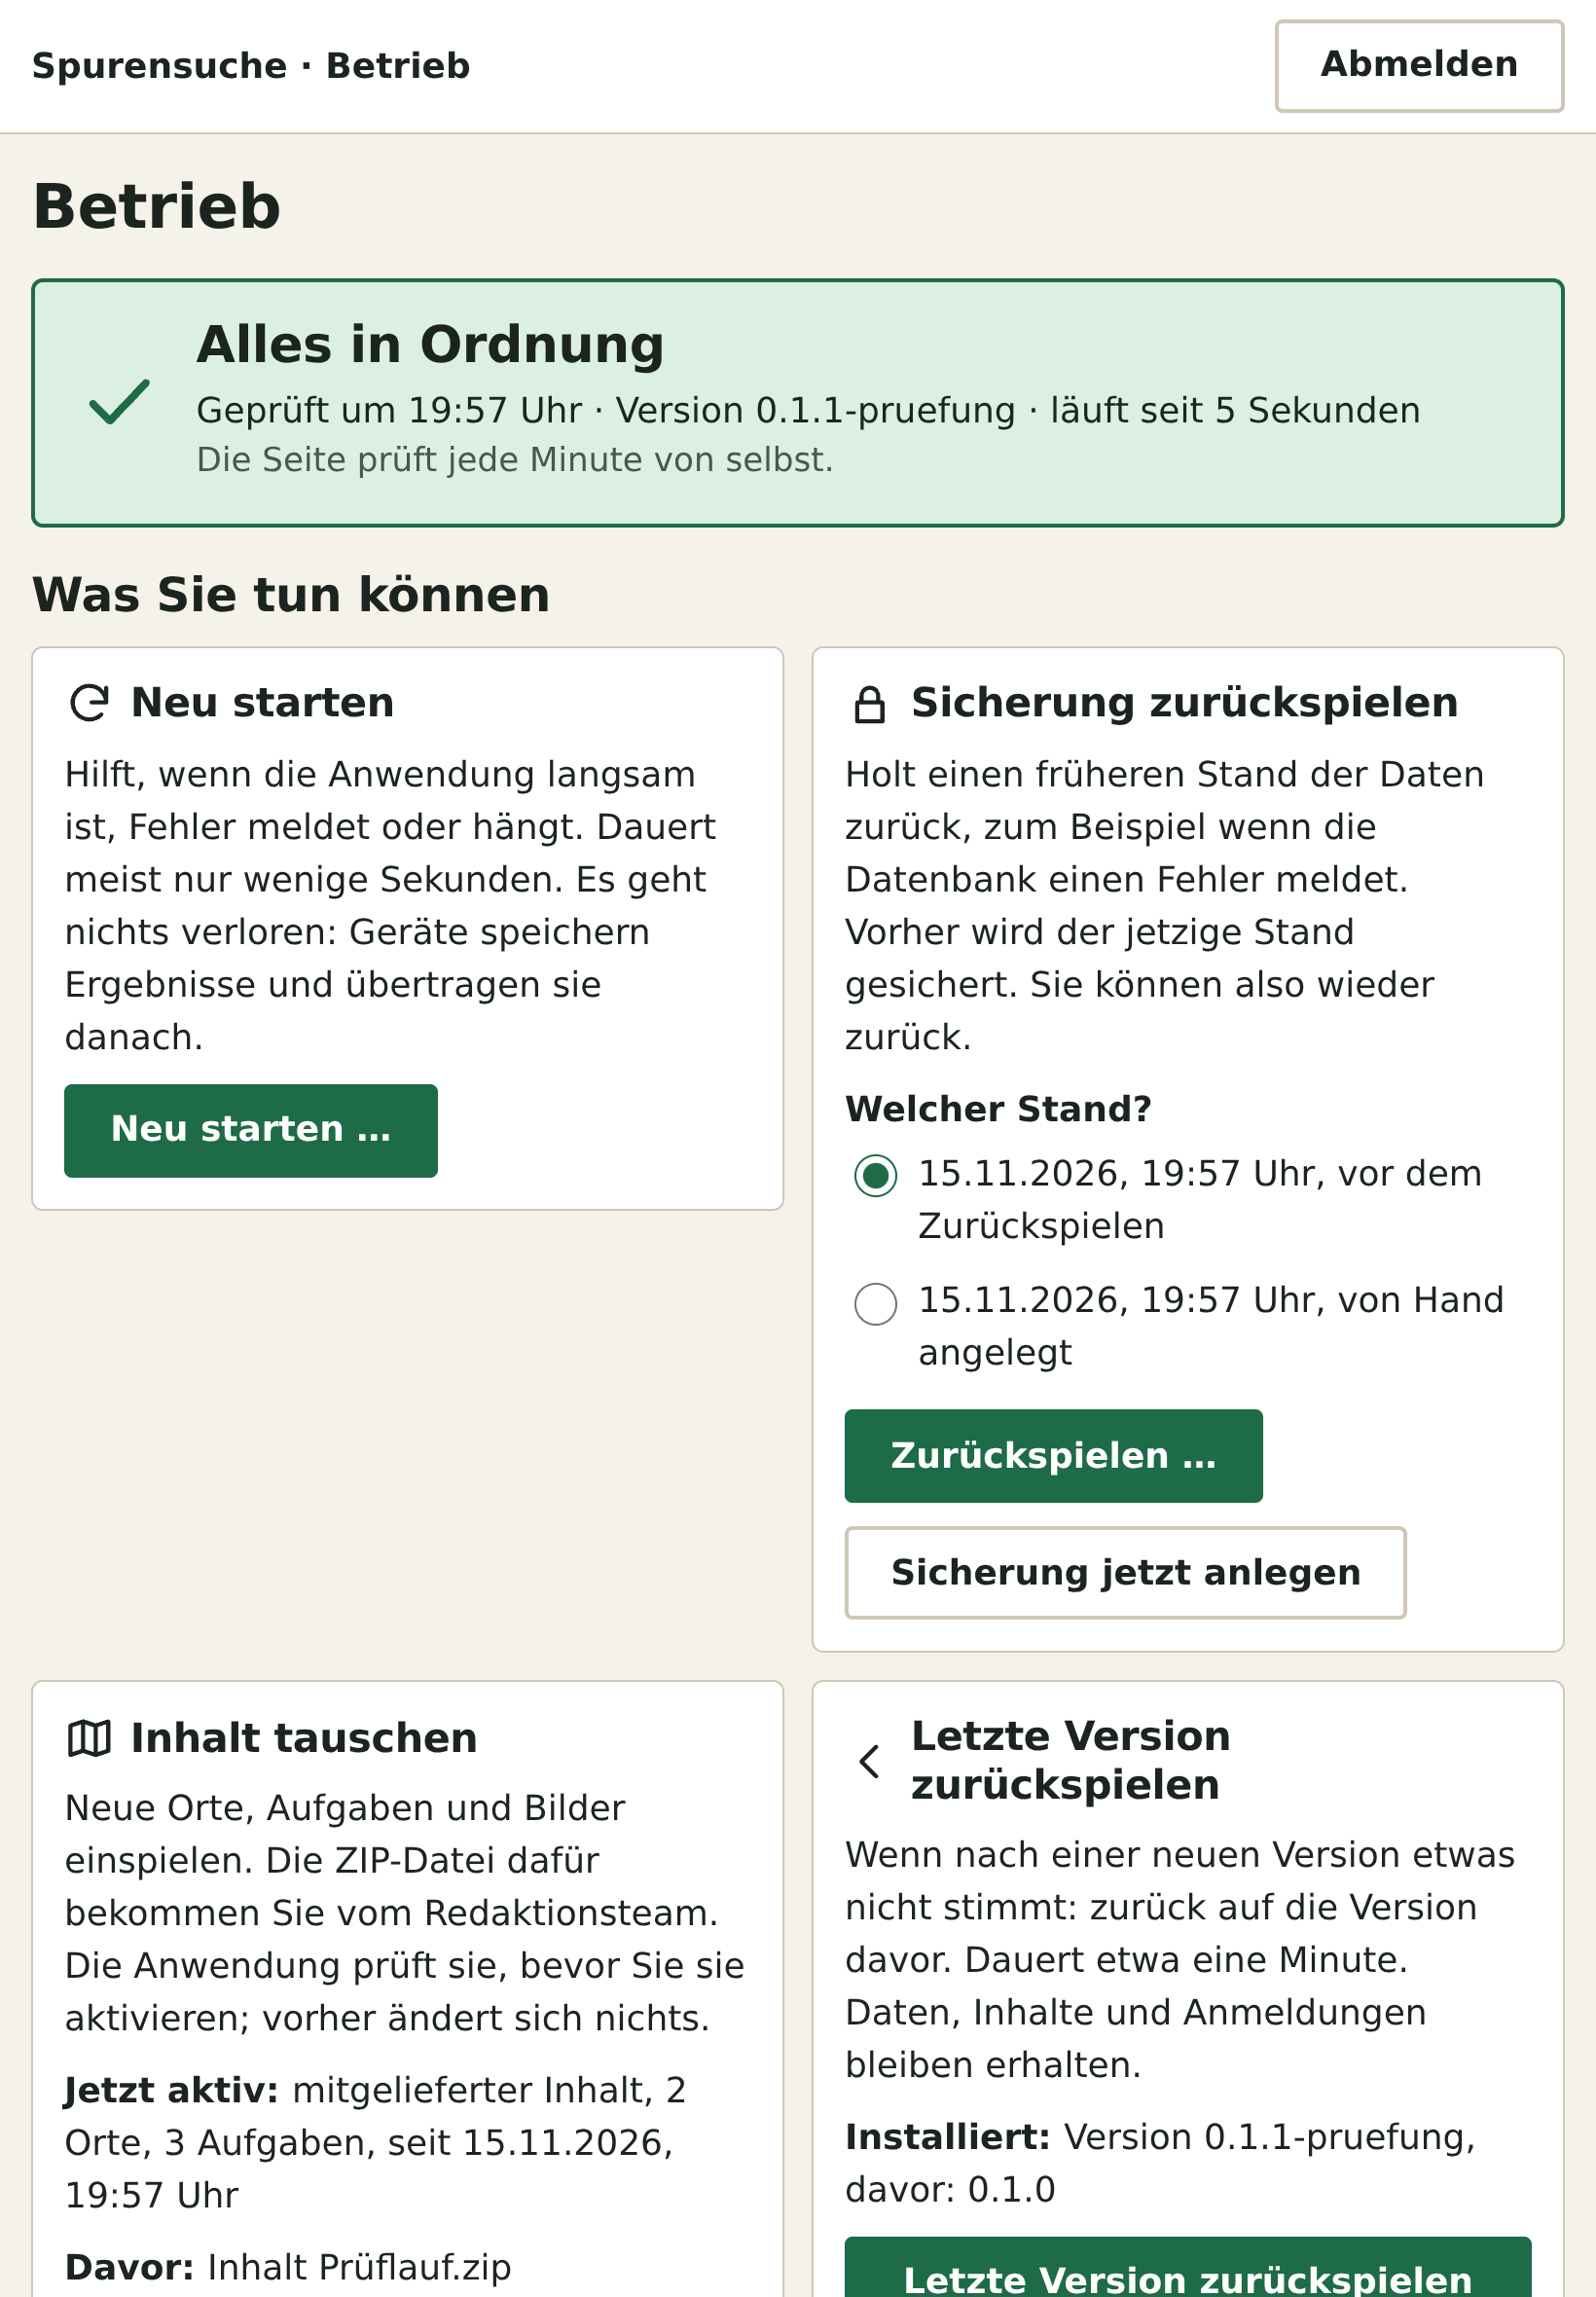 Spurensuche · Betrieb
Abmelden
Betrieb
Alles in Ordnung
Geprüft um 19:57 Uhr · Version 0.1.1-pruefung · läuft seit 5 Sekunden
Die Seite prüft jede Minute von selbst.
Was Sie tun können
Neu starten
Hilft, wenn die Anwendung langsam
ist, Fehler meldet oder hängt. Dauert
meist nur wenige Sekunden. Es geht
nichts verloren: Geräte speichern
Ergebnisse und übertragen sie
danach.
Neu starten …
Sicherung zurückspielen
Holt einen früheren Stand der Daten
zurück, zum Beispiel wenn die
Datenbank einen Fehler meldet.
Vorher wird der jetzige Stand
gesichert. Sie können also wieder
zurück.
Welcher Stand?
15.11.2026, 19:57 Uhr, vor dem
Zurückspielen
15.11.2026, 19:57 Uhr, von Hand
angelegt
Zurückspielen …
Sicherung jetzt anlegen
Inhalt tauschen
Neue Orte, Aufgaben und Bilder
einspielen. Die ZIP-Datei dafür
bekommen Sie vom Redaktionsteam.
Die Anwendung prüft sie, bevor Sie sie
aktivieren; vorher ändert sich nichts.
Jetzt aktiv: mitgelieferter Inhalt, 2
Orte, 3 Aufgaben, seit 15.11.2026,
19:57 Uhr
Davor: Inhalt Prüflauf.zip
Letzte Version
zurückspielen
Wenn nach einer neuen Version etwas
nicht stimmt: zurück auf die Version
davor. Dauert etwa eine Minute.
Daten, Inhalte und Anmeldungen
bleiben erhalten.
Installiert: Version 0.1.1-pruefung,
davor: 0.1.0
Letzte Version zurückspielen